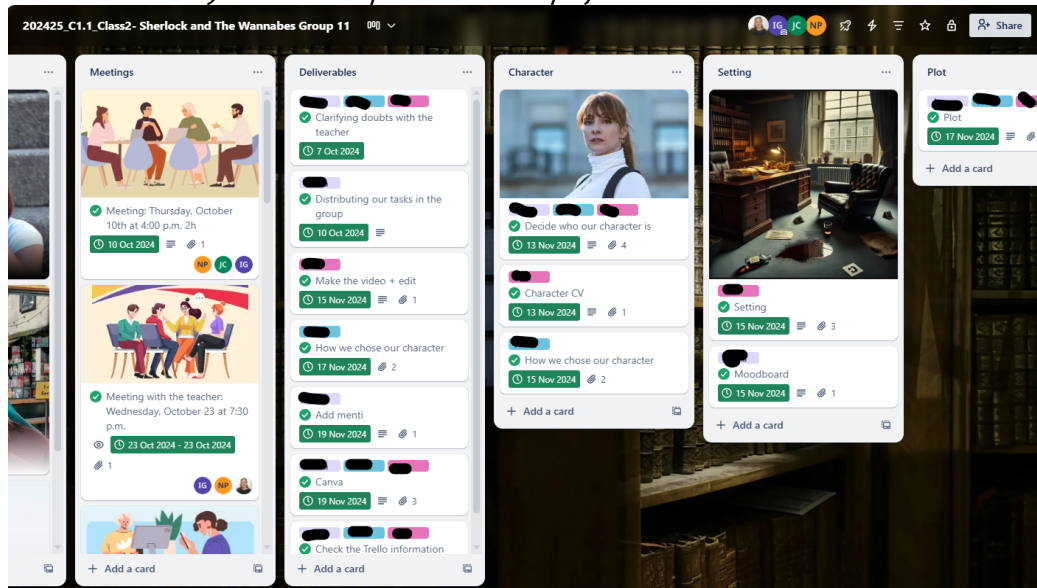 202425_C1.1_Class2- Sherlock and The Wannabes Group 11
IG JC NP
Share
Meetings
Meeting: Thursday, October
10th at 4:00 p.m. 2h
10 Oct 2024 1
NP JC IG
Meeting with the teacher:
Wednesday, October 23 at 7:30
p.m.
23 Oct 2024 - 23 Oct 2024
1
IG NP
+ Add a card
Deliverables
Clarifying doubts with the
teacher
7 Oct 2024
Distributing our tasks in the
group
10 Oct 2024
Make the video + edit
15 Nov 2024 1
How we chose our character
17 Nov 2024 2
Add menti
19 Nov 2024 1
Canva
19 Nov 2024 3
Check the Trello information
+ Add a card
Character
Decide who our character is
13 Nov 2024 4
Character CV
13 Nov 2024 1
How we chose our character
15 Nov 2024 2
+ Add a card
Setting
Setting
15 Nov 2024 3
Moodboard
15 Nov 2024 1
+ Add a card
Plot
Plot
17 Nov 2024
+ Add a card